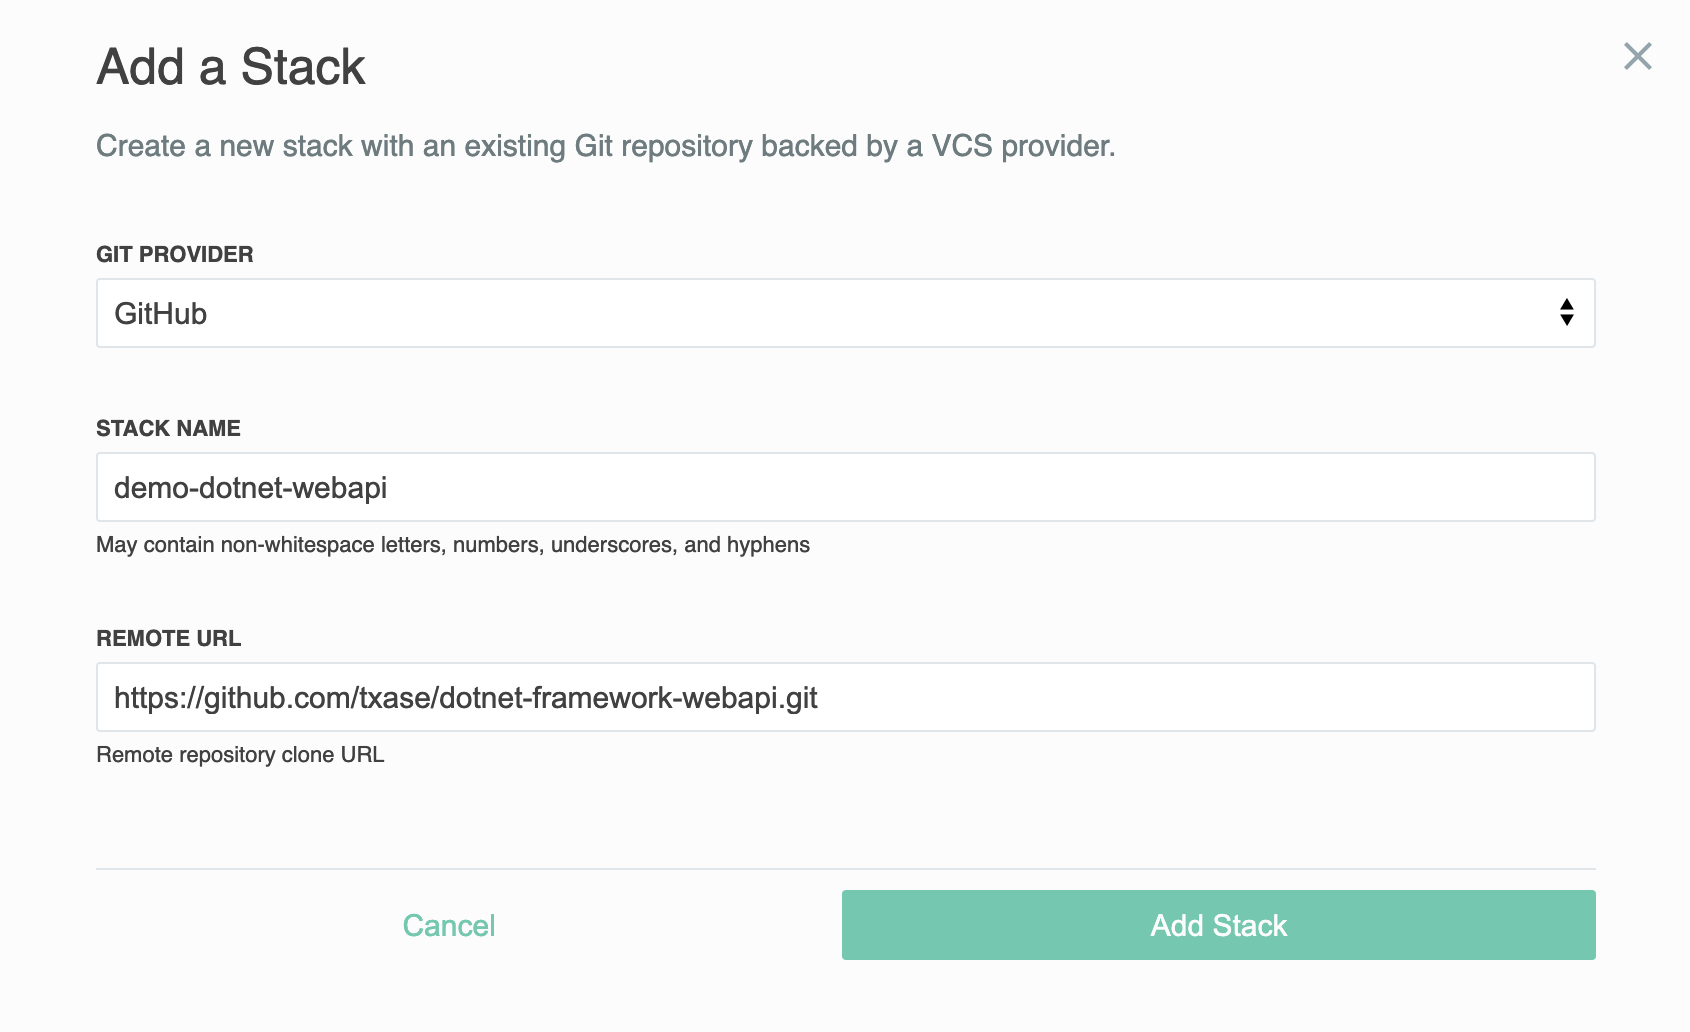 Add a Stack
Create a new stack with an existing Git repository backed by a VCS provider.
GIT PROVIDER
GitHub
STACK NAME
demo-dotnet-webapi
May contain non-whitespace letters, numbers, underscores, and hyphens
REMOTE URL
https://github.com/txase/dotnet-framework-webapi.git
Remote repository clone URL
Cancel
Add Stack